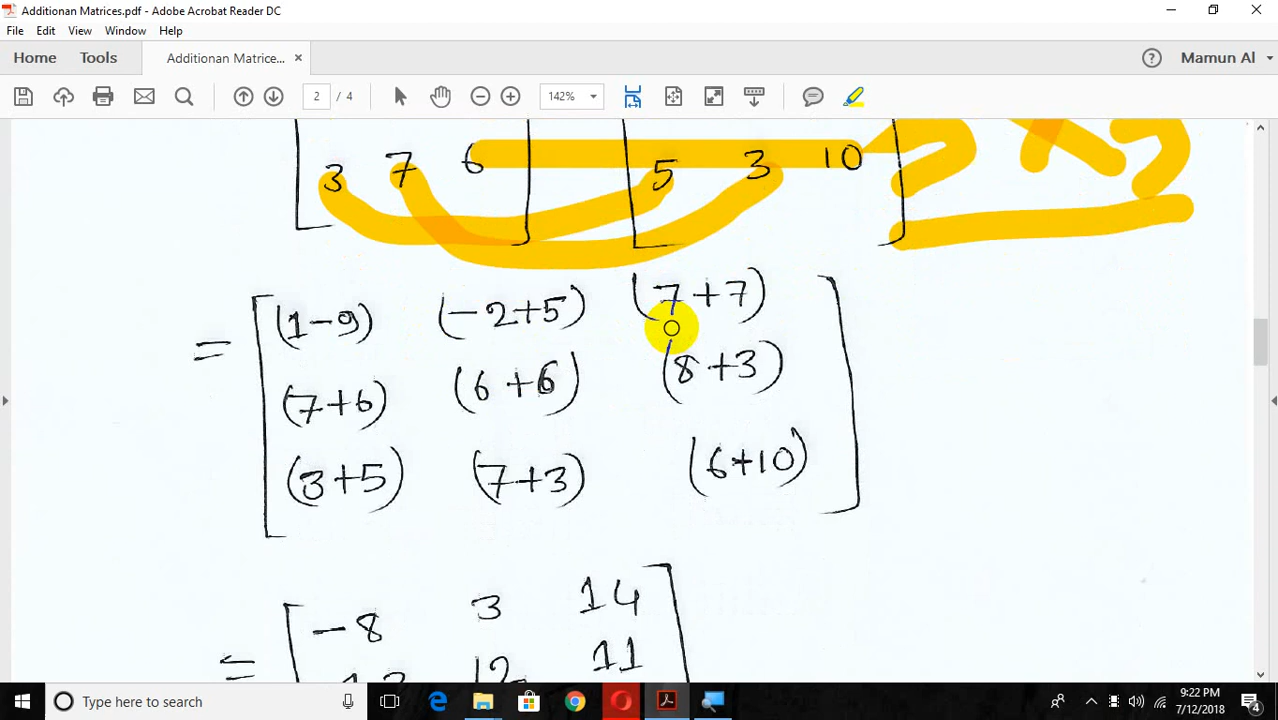 Additionan Matrices.pdf - Adobe Acrobat Reader DC
File Edit View Window Help
Home Tools Additionan Matrice... × Mamun Al
2 / 4 142%
3 7 6 5 3 10
(1-9) (-2+5) (7+7)
= (7+6) (6+6) (8+3)
(3+5) (7+3) (6+10)
-8 3 14
= 12 11
Type here to search
9:22 PM
7/12/2018
4